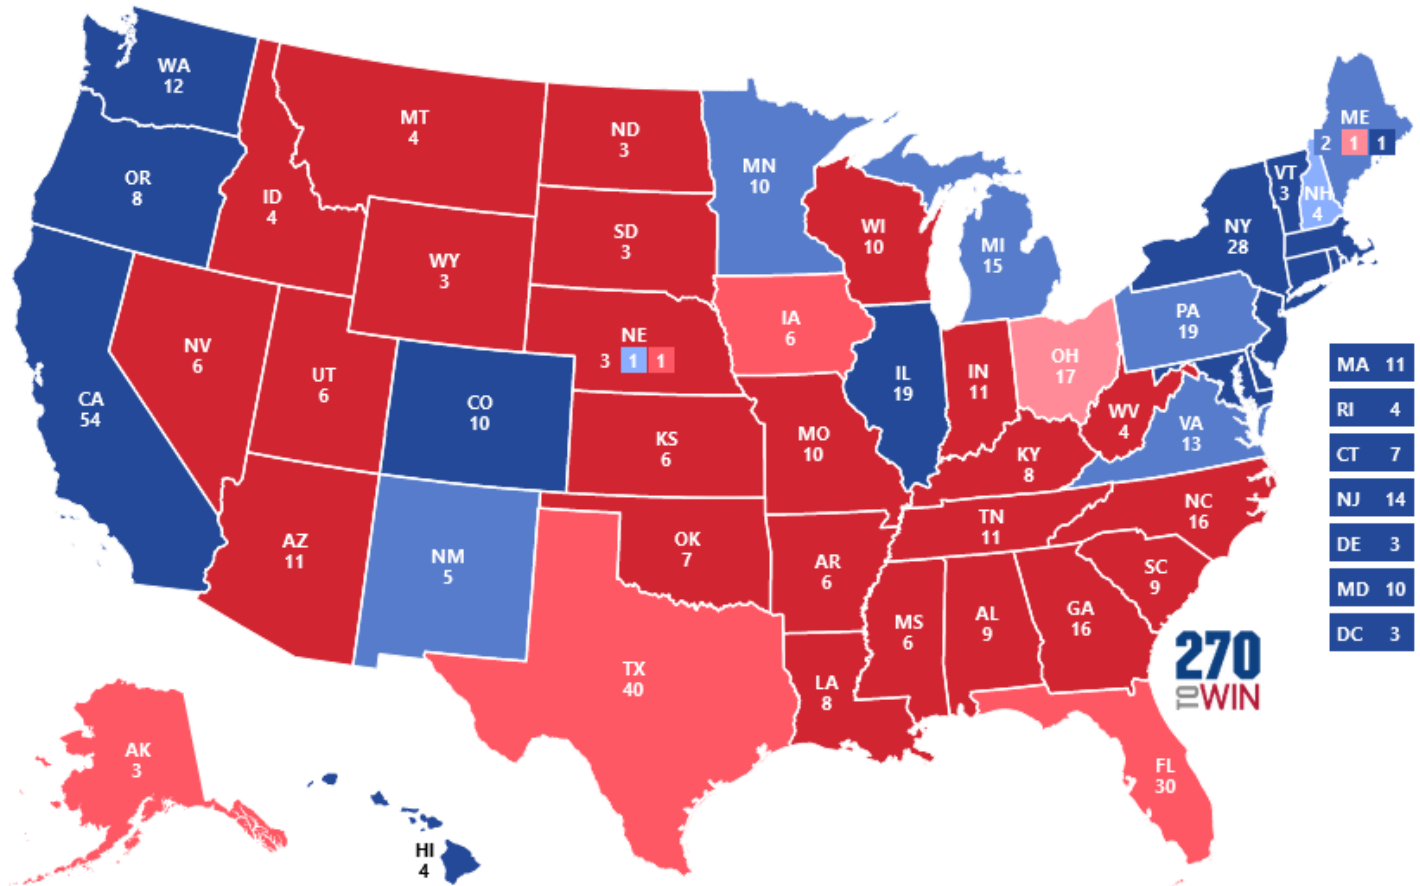 WA
12
OR
8
CA
54
ID
4
MT
4
WY
3
NV
6
UT
6
AZ
11
CO
10
NM
5
ND
3
SD
3
NE
3 1 1
KS
6
OK
7
TX
40
MN
10
IA
6
MO
10
AR
6
LA
8
WI
10
IL
19
MI
15
IN
11
OH
17
KY
8
TN
11
MS
6
AL
9
GA
16
FL
30
SC
9
NC
16
VA
13
WV
4
PA
19
NY
28
VT
3
NH
4
ME
2 1 1
MA 11
RI 4
CT 7
NJ 14
DE 3
MD 10
DC 3
AK
3
HI
4
270
TO WIN